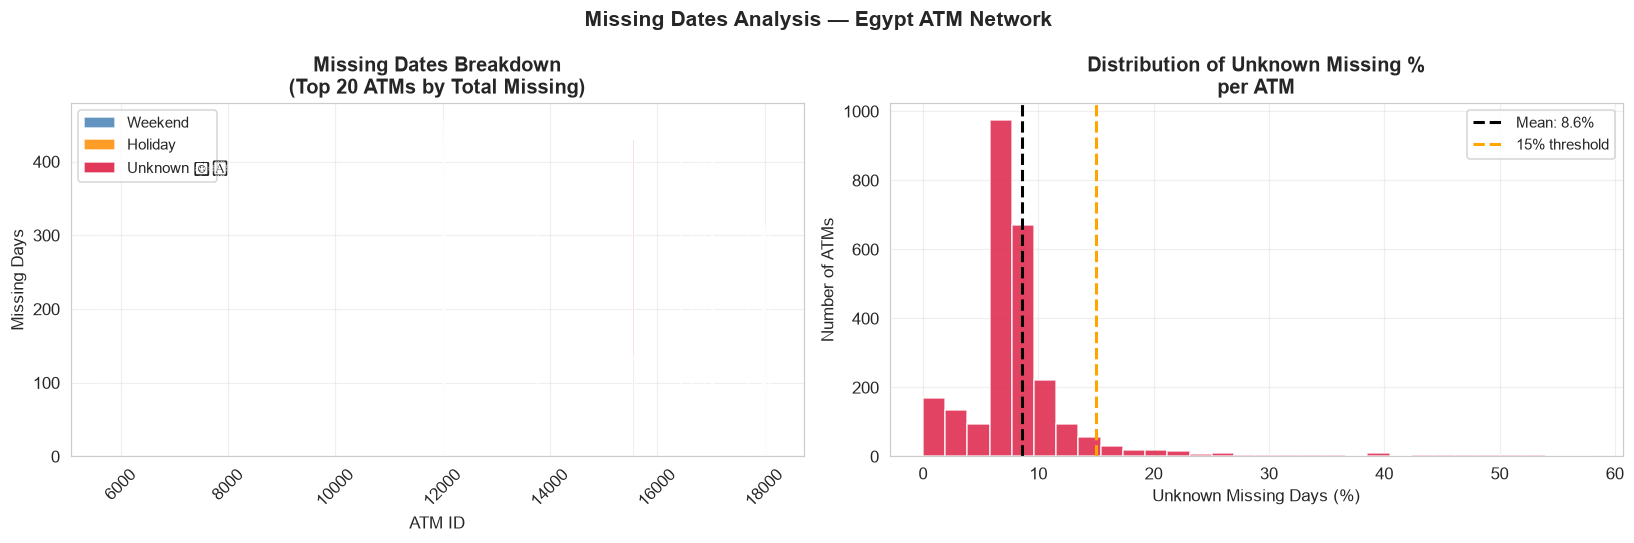 Missing Dates Analysis — Egypt ATM Network
Missing Dates Breakdown
(Top 20 ATMs by Total Missing)
Weekend
Holiday
Unknown
400
300
200
100
0
Missing Days
6000
8000
10000
12000
14000
16000
18000
ATM ID
Distribution of Unknown Missing %
per ATM
Mean: 8.6%
15% threshold
1000
800
600
400
200
0
Number of ATMs
0
10
20
30
40
50
60
Unknown Missing Days (%)